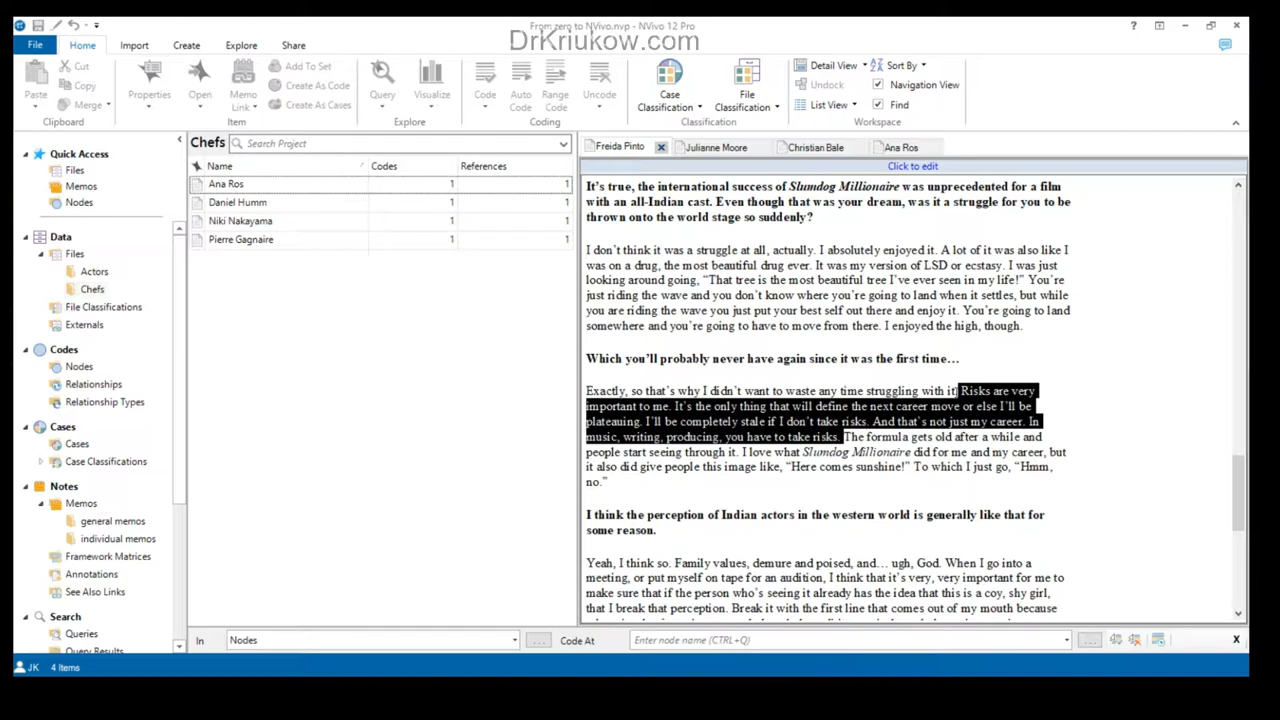 From zero to NVivo.nvp - NVivo 12 Pro
DrKriukow.com
File Home Import Create Explore Share
Paste Cut Copy Merge Clipboard
Properties Open Memo Link Add To Set Create As Code Create As Cases Item
Query Visualize Explore
Code Auto Code Range Code Uncode Coding
Case Classification File Classification Classification
Detail View Sort By Undock Navigation View List View Find Workspace
Quick Access
Files
Memos
Nodes
Data
Files
Actors
Chefs
File Classifications
Externals
Codes
Nodes
Relationships
Relationship Types
Cases
Cases
Case Classifications
Notes
Memos
general memos
individual memos
Framework Matrices
Annotations
See Also Links
Search
Queries
Query Results
Chefs Search Project
Name Codes References
Ana Ros 1 1
Daniel Humm 1 1
Niki Nakayama 1 1
Pierre Gagnaire 1 1
Freida Pinto Julianne Moore Christian Bale Ana Ros
Click to edit
It's true, the international success of Slumdog Millionaire was unprecedented for a film
with an all-Indian cast. Even though that was your dream, was it a struggle for you to be
thrown onto the world stage so suddenly?
I don't think it was a struggle at all, actually. I absolutely enjoyed it. A lot of it was also like I
was on a drug, the most beautiful drug ever. It was my version of LSD or ecstasy. I was just
looking around going, “That tree is the most beautiful tree I've ever seen in my life!” You're
just riding the wave and you don't know where you're going to land when it settles, but while
you are riding the wave you just put your best self out there and enjoy it. You're going to land
somewhere and you're going to have to move from there. I enjoyed the high, though.
Which you'll probably never have again since it was the first time…
Exactly, so that's why I didn't want to waste any time struggling with it! Risks are very
important to me. It's the only thing that will define the next career move or else I'll be
plateauing. I'll be completely stale if I don't take risks. And that's not just my career. In
music, writing, producing, you have to take risks. The formula gets old after a while and
people start seeing through it. I love what Slumdog Millionaire did for me and my career, but
it also did give people this image like, “Here comes sunshine!” To which I just go, “Hmm,
no.”
I think the perception of Indian actors in the western world is generally like that for
some reason.
Yeah, I think so. Family values, demure and poised, and… ugh, God. When I go into a
meeting, or put myself on tape for an audition, I think that it's very, very important for me to
make sure that if the person who's seeing it already has the idea that this is a coy, shy girl,
that I break that perception. Break it with the first line that comes out of my mouth because
In Nodes ... Code At Enter node name (CTRL+Q) ... X
JK 4 Items